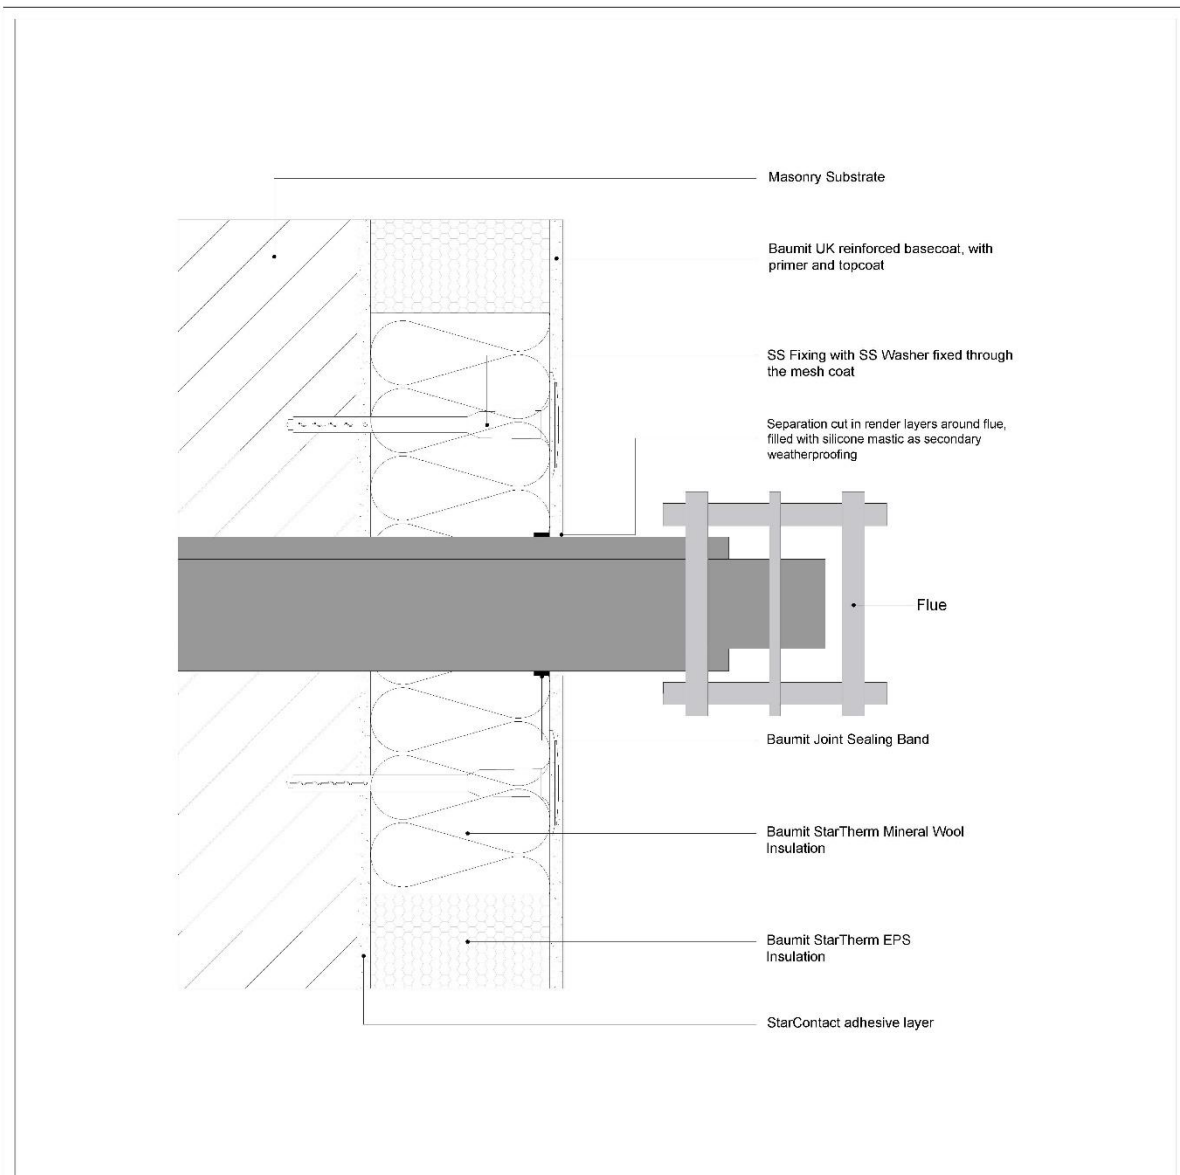 Masonry Substrate
Baumit UK reinforced basecoat, with
primer and topcoat
SS Fixing with SS Washer fixed through
the mesh coat
Separation cut in render layers around flue,
filled with silicone mastic as secondary
weatherproofing
Flue
Baumit Joint Sealing Band
Baumit StarTherm Mineral Wool
Insulation
Baumit StarTherm EPS
Insulation
StarContact adhesive layer